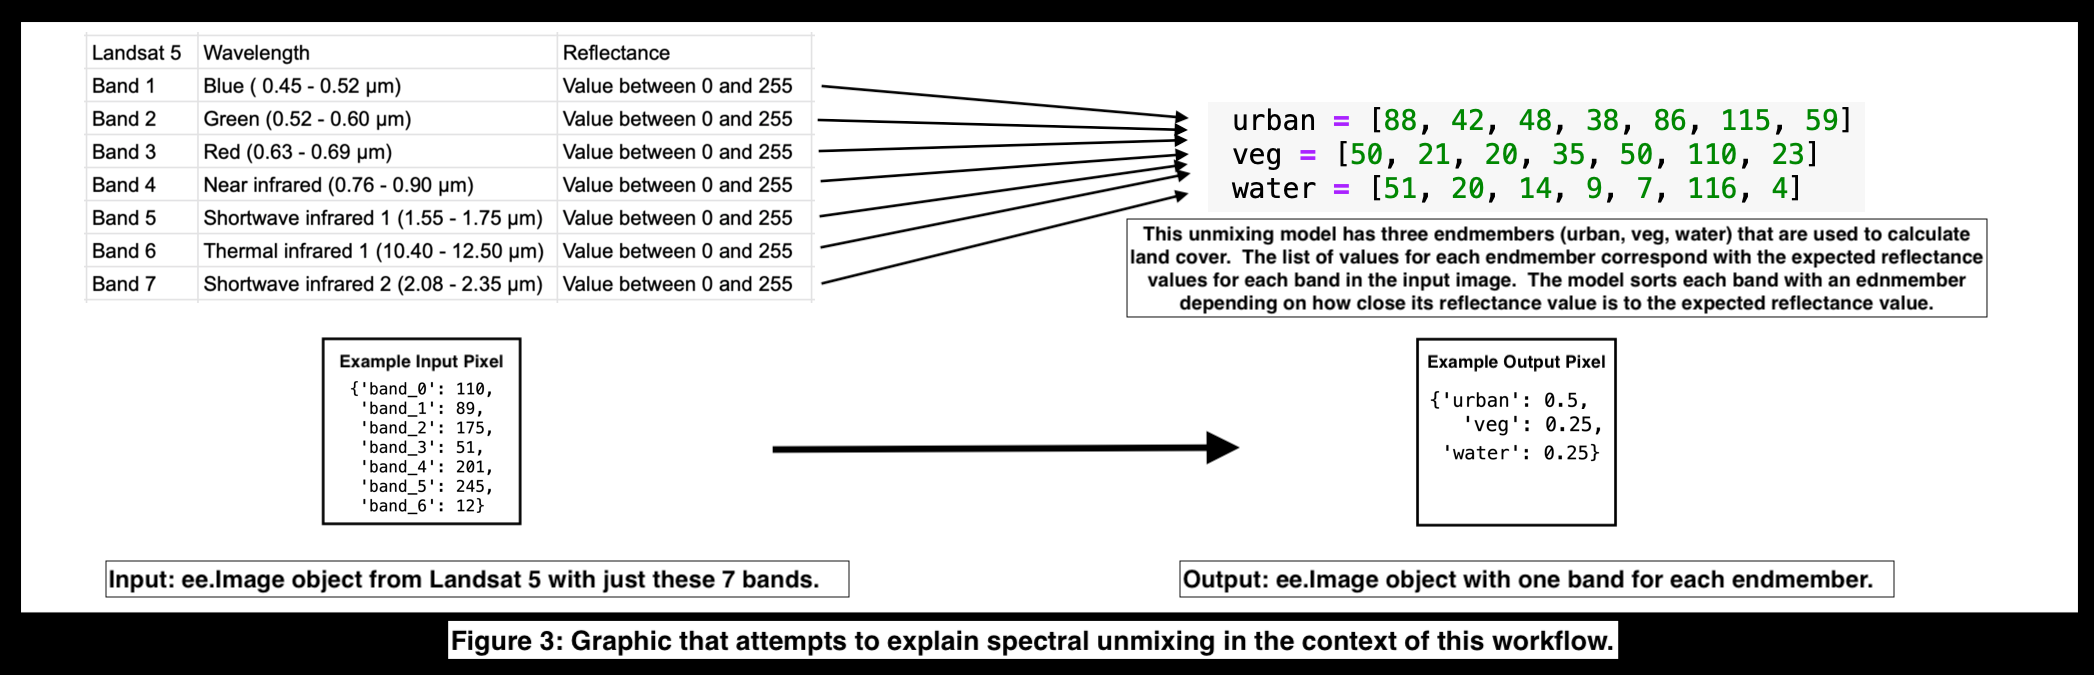 Landsat 5 Wavelength Reflectance
Band 1 Blue ( 0.45 - 0.52 µm) Value between 0 and 255
Band 2 Green (0.52 - 0.60 µm) Value between 0 and 255
Band 3 Red (0.63 - 0.69 µm) Value between 0 and 255
Band 4 Near infrared (0.76 - 0.90 µm) Value between 0 and 255
Band 5 Shortwave infrared 1 (1.55 - 1.75 µm) Value between 0 and 255
Band 6 Thermal infrared 1 (10.40 - 12.50 µm) Value between 0 and 255
Band 7 Shortwave infrared 2 (2.08 - 2.35 µm) Value between 0 and 255
urban = [88, 42, 48, 38, 86, 115, 59]
veg = [50, 21, 20, 35, 50, 110, 23]
water = [51, 20, 14, 9, 7, 116, 4]
This unmixing model has three endmembers (urban, veg, water) that are used to calculate
land cover. The list of values for each endmember correspond with the expected reflectance
values for each band in the input image. The model sorts each band with an ednmember
depending on how close its reflectance value is to the expected reflectance value.
Example Input Pixel
{'band_0': 110,
'band_1': 89,
'band_2': 175,
'band_3': 51,
'band_4': 201,
'band_5': 245,
'band_6': 12}
Example Output Pixel
{'urban': 0.5,
'veg': 0.25,
'water': 0.25}
Input: ee.Image object from Landsat 5 with just these 7 bands.
Output: ee.Image object with one band for each endmember.
Figure 3: Graphic that attempts to explain spectral unmixing in the context of this workflow.